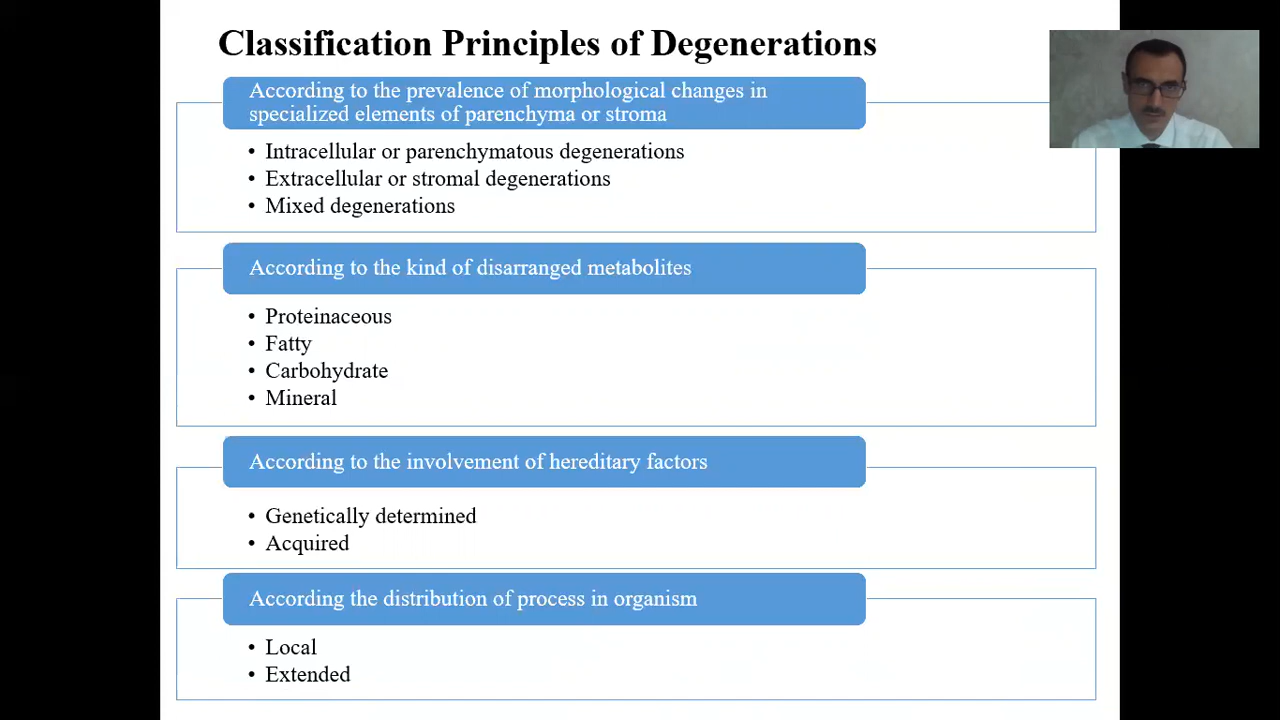 Classification Principles of Degenerations
According to the prevalence of morphological changes in
specialized elements of parenchyma or stroma
• Intracellular or parenchymatous degenerations
• Extracellular or stromal degenerations
• Mixed degenerations
According to the kind of disarranged metabolites
• Proteinaceous
• Fatty
• Carbohydrate
• Mineral
According to the involvement of hereditary factors
• Genetically determined
• Acquired
According the distribution of process in organism
• Local
• Extended